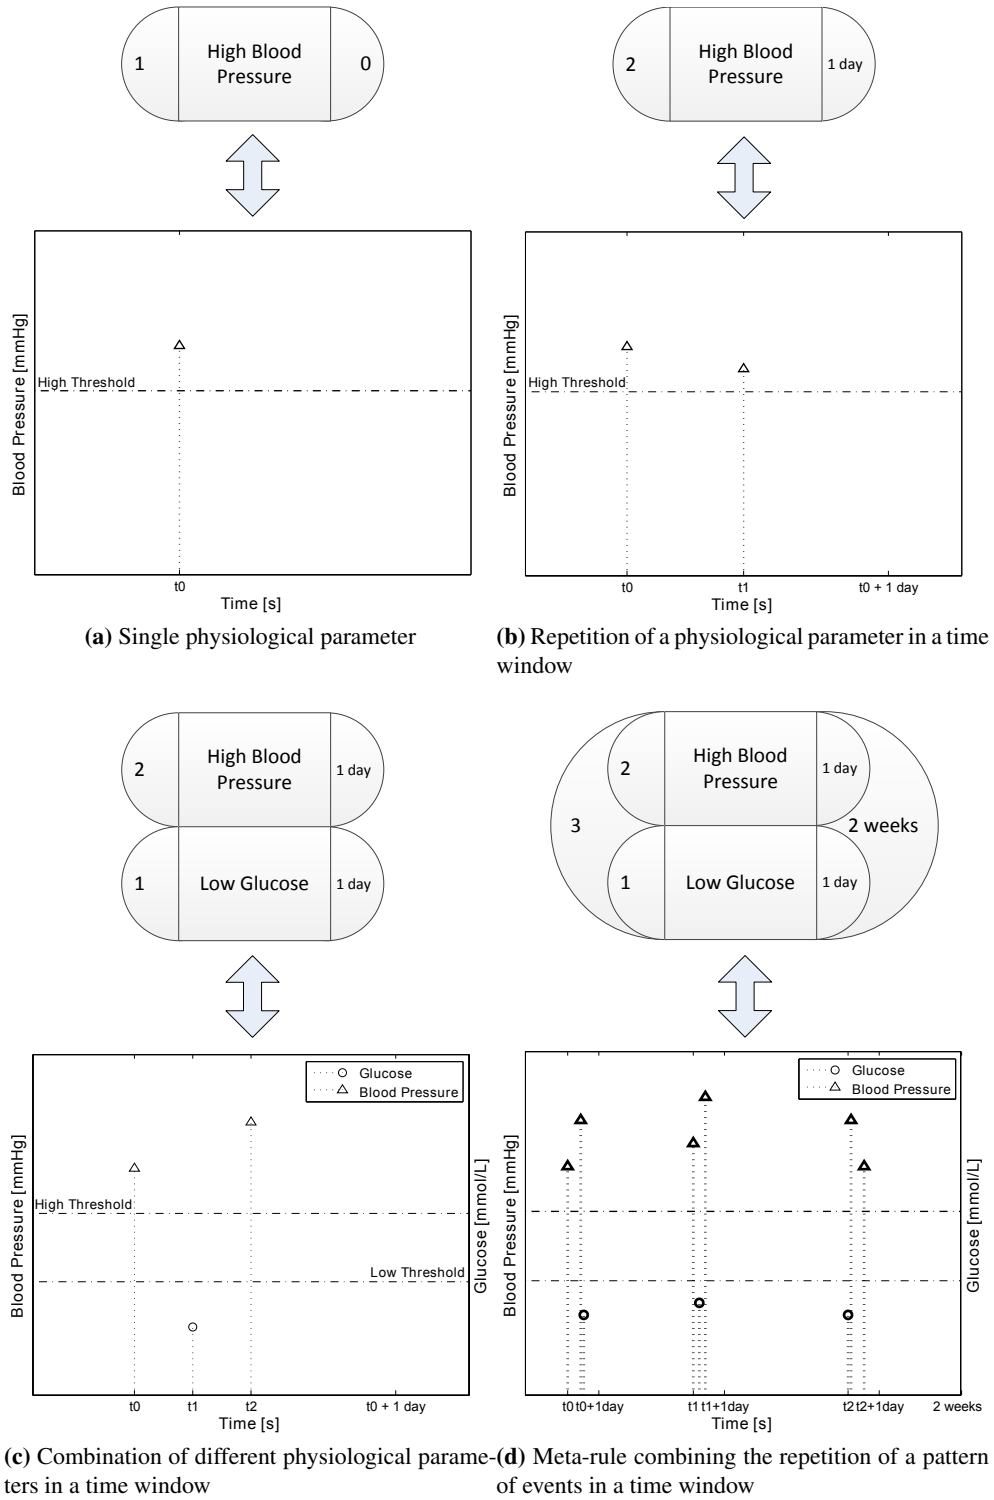 1
High Blood
Pressure
0
2
High Blood
Pressure
1 day
Blood Pressure [mmHg]
High Threshold
t0
Time [s]
Blood Pressure [mmHg]
High Threshold
t0
t1
t0 + 1 day
Time [s]
(a) Single physiological parameter
(b) Repetition of a physiological parameter in a time
window
2
High Blood
Pressure
1 day
1
Low Glucose
1 day
3
2
High Blood
Pressure
1 day
2 weeks
1
Low Glucose
1 day
Glucose
Blood Pressure
Blood Pressure [mmHg]
High Threshold
Low Threshold
Glucose [mmol/L]
t0
t1
t2
t0 + 1 day
Time [s]
Glucose
Blood Pressure
Blood Pressure [mmHg]
Glucose [mmol/L]
t0 t0+1day
t1 t1+1day
t2 t2+1day
2 weeks
Time [s]
(c) Combination of different physiological parame-
ters in a time window
(d) Meta-rule combining the repetition of a pattern
of events in a time window